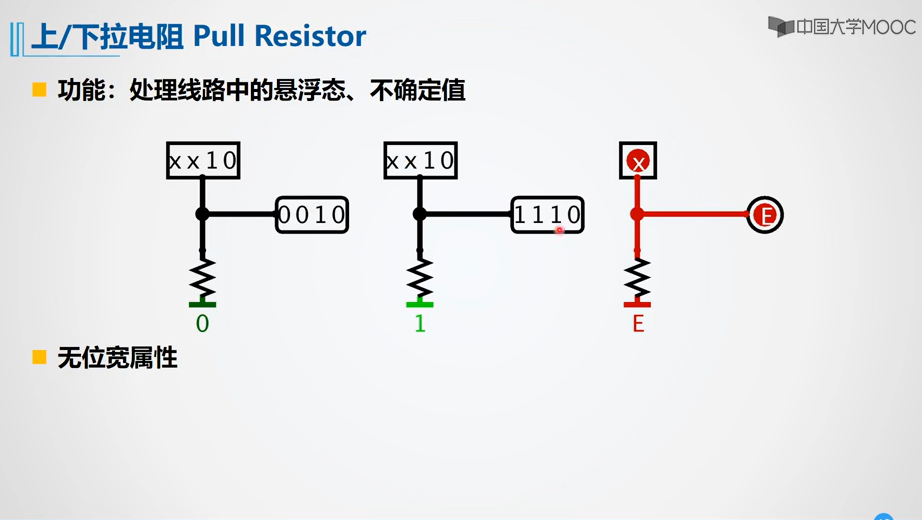 上/下拉电阻 Pull Resistor
中国大学MOOC
功能：处理线路中的悬浮态、不确定值
xx10
xx10
x
0010
1110
E
0
1
E
无位宽属性